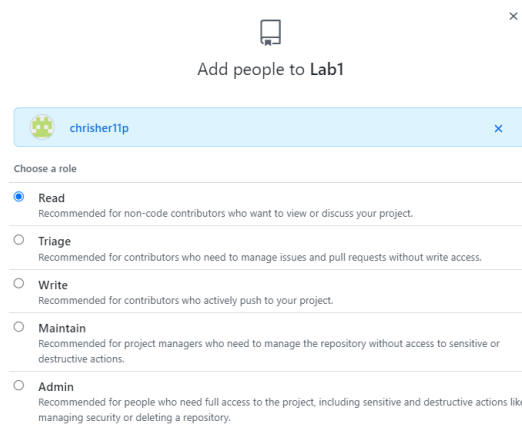 Add people to Lab1
chrisher11p
Choose a role
Read
Recommended for non-code contributors who want to view or discuss your project.
Triage
Recommended for contributors who need to manage issues and pull requests without write access.
Write
Recommended for contributors who actively push to your project.
Maintain
Recommended for project managers who need to manage the repository without access to sensitive or
destructive actions.
Admin
Recommended for people who need full access to the project, including sensitive and destructive actions like
managing security or deleting a repository.